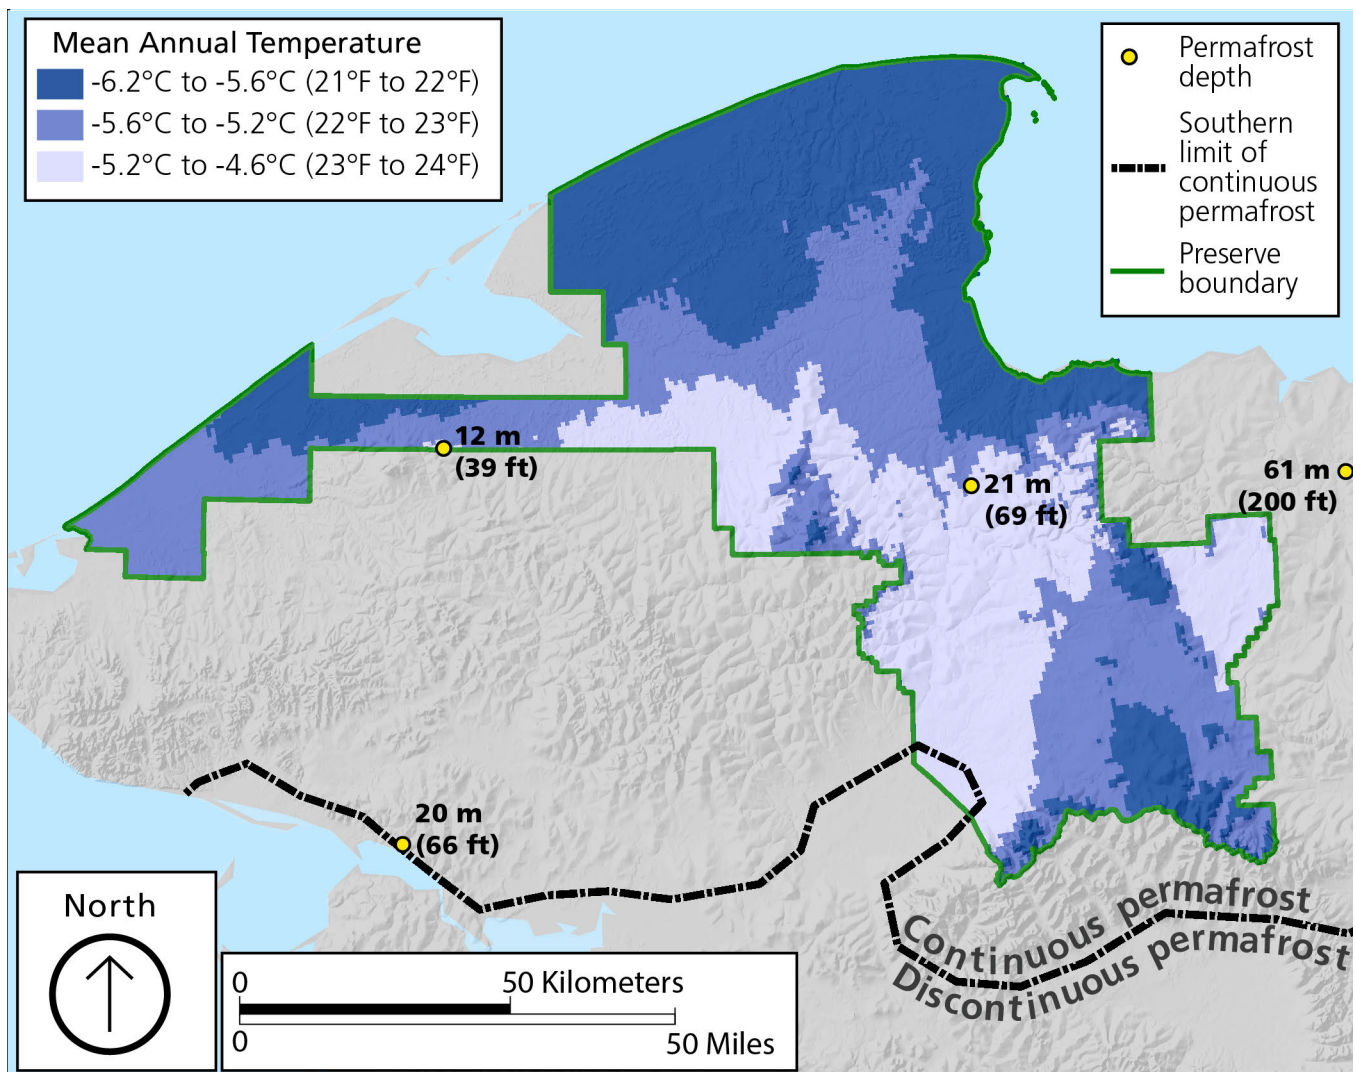 Mean Annual Temperature
-6.2°C to -5.6°C (21°F to 22°F)
-5.6°C to -5.2°C (22°F to 23°F)
-5.2°C to -4.6°C (23°F to 24°F)
Permafrost
depth
Southern
limit of
continuous
permafrost
Preserve
boundary
12 m
(39 ft)
21 m
(69 ft)
61 m
(200 ft)
20 m
(66 ft)
Continuous permafrost
Discontinuous permafrost
North
0
50 Kilometers
0
50 Miles